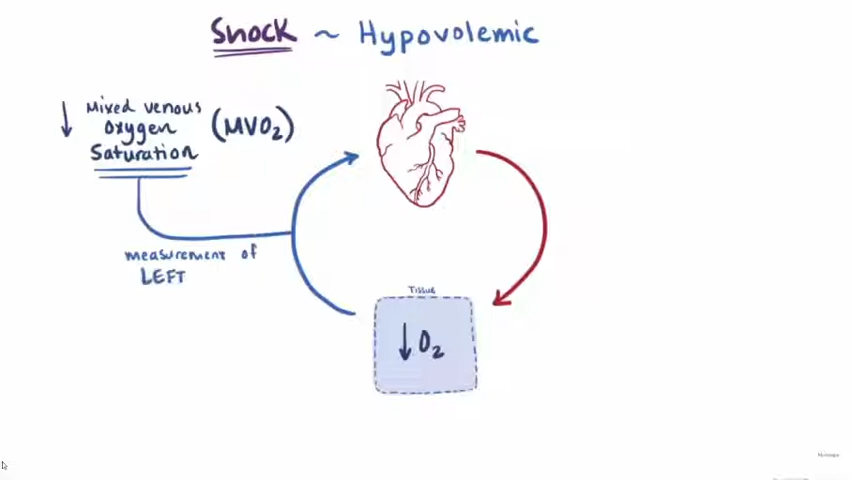 Shock ~ Hypovolemic
↓ Mixed venous
oxygen
saturation
(MVO₂)
measurement of
LEFT
Tissue
↓ O₂